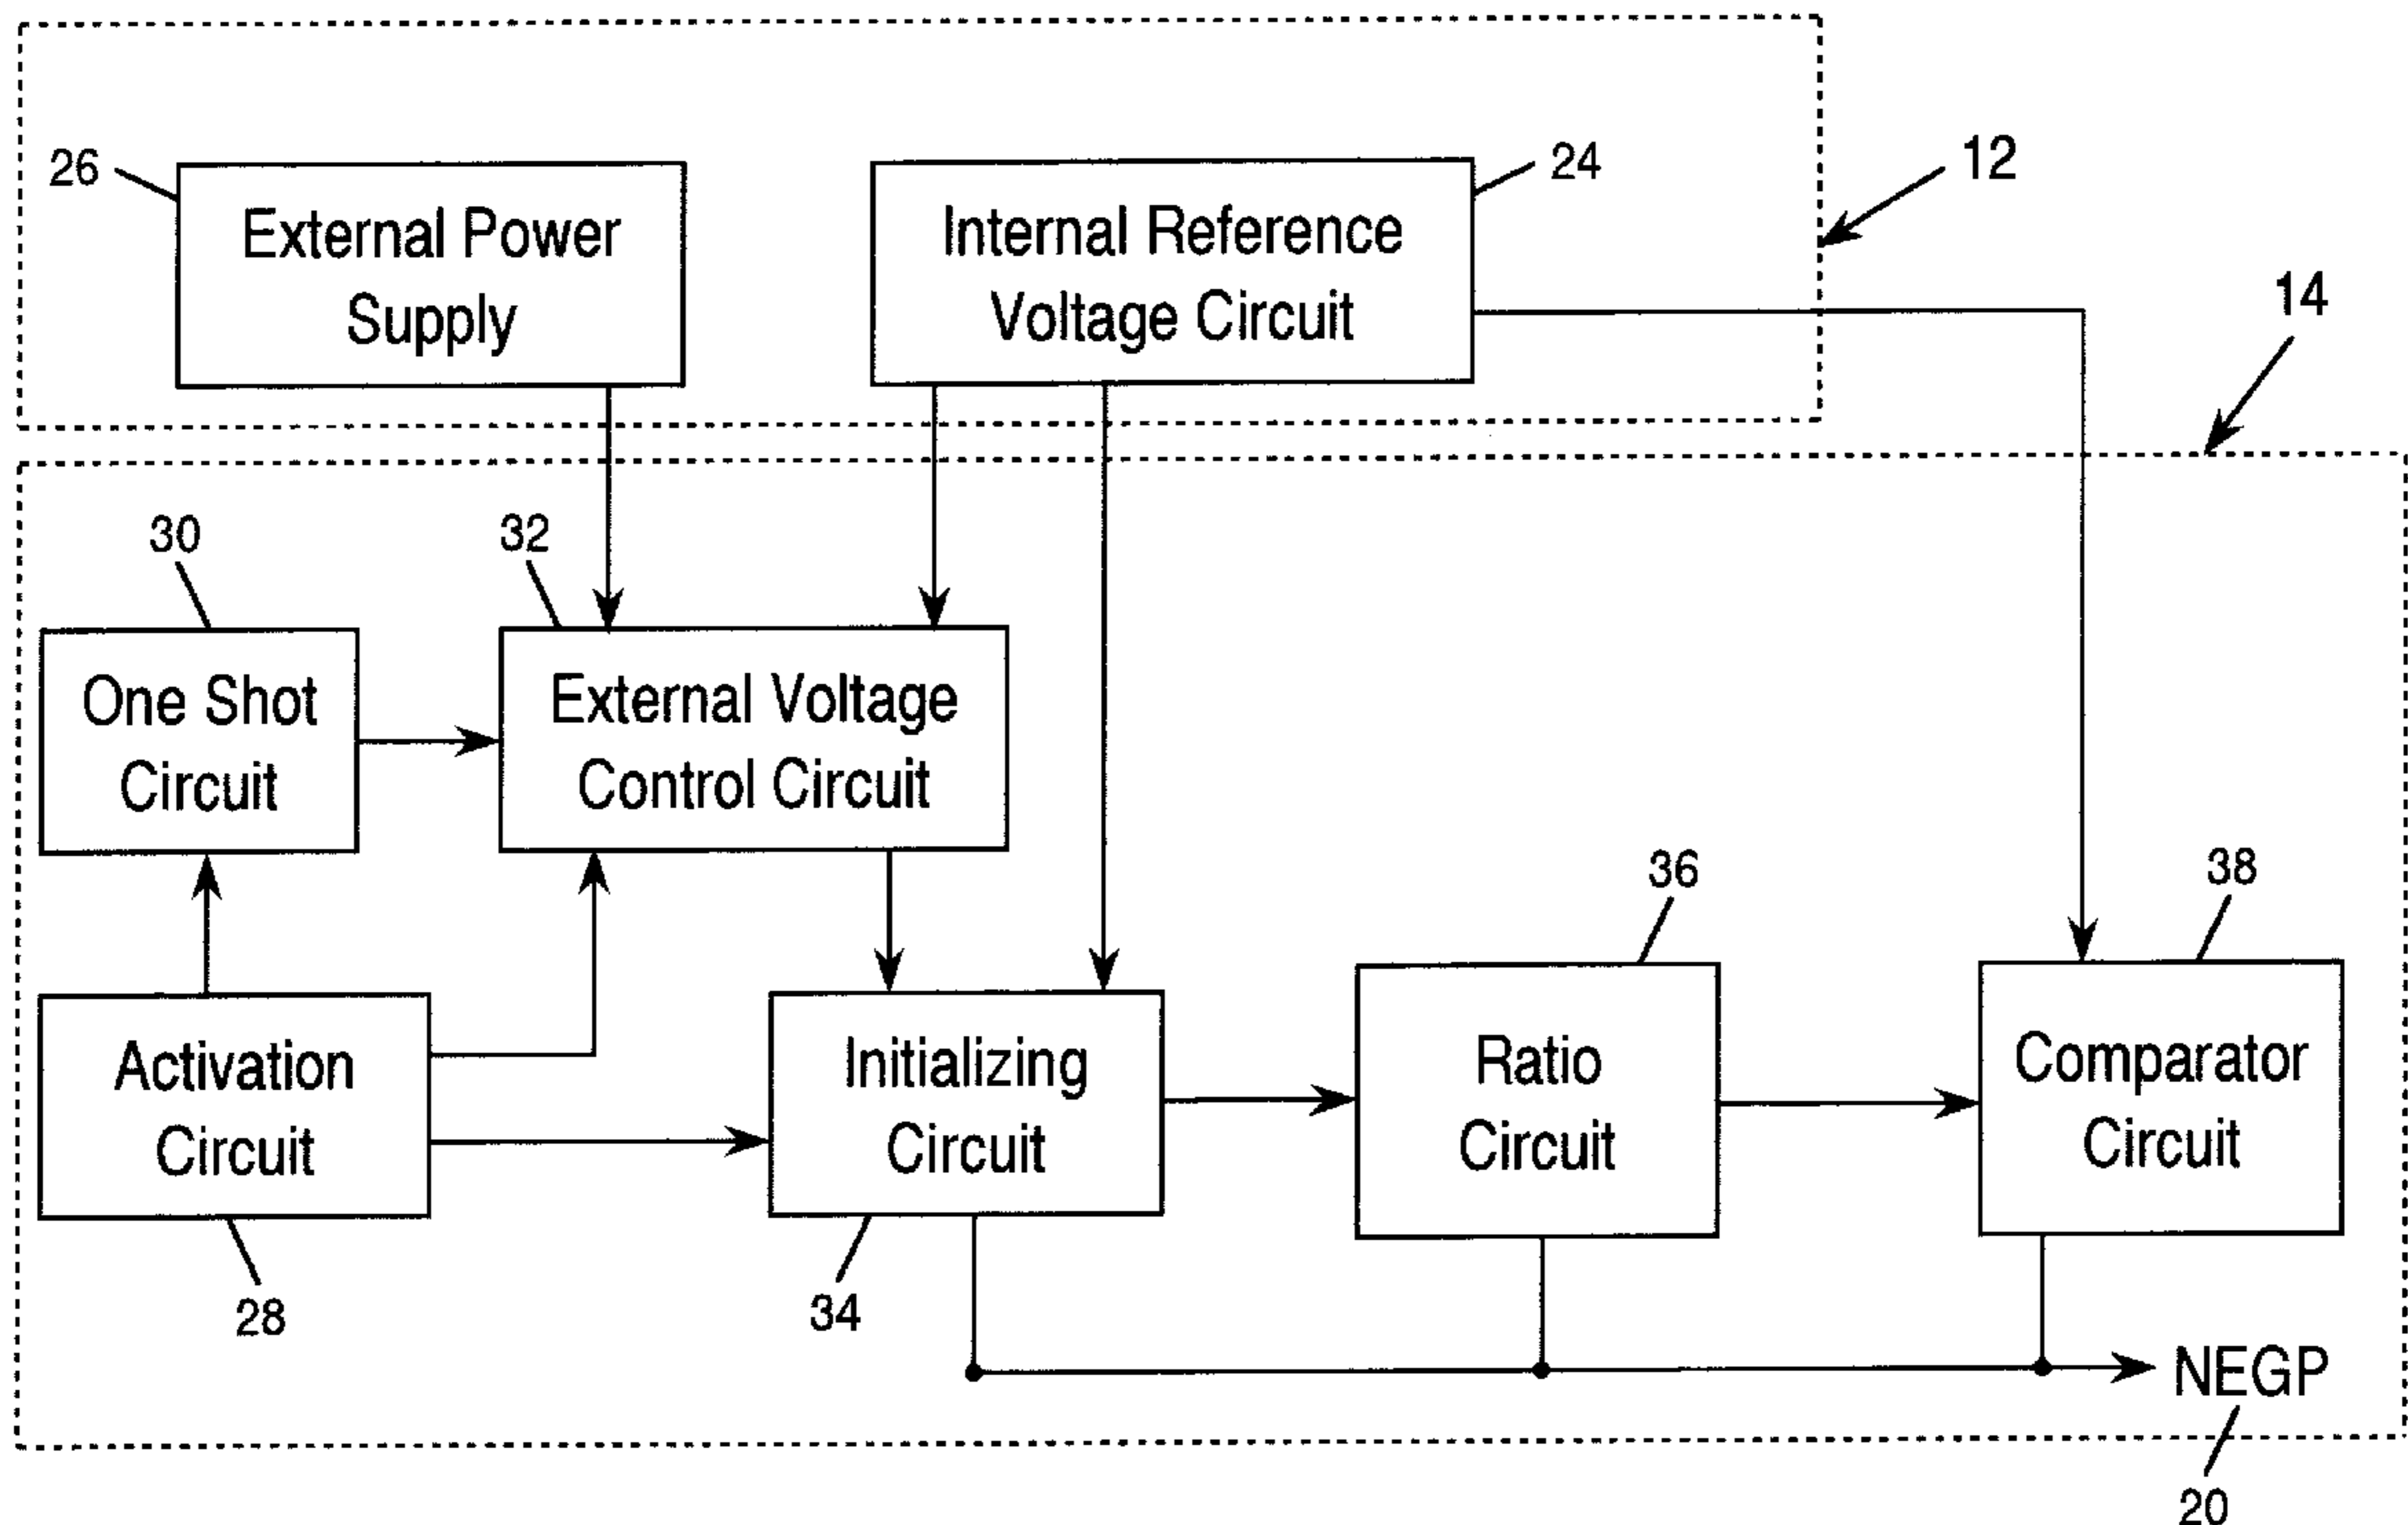 12
26
External Power
Supply
Internal Reference
Voltage Circuit
24
14
30
One Shot
Circuit
32
External Voltage
Control Circuit
36
38
Activation
Circuit
28
Initializing
Circuit
34
Ratio
Circuit
Comparator
Circuit
NEGP
20